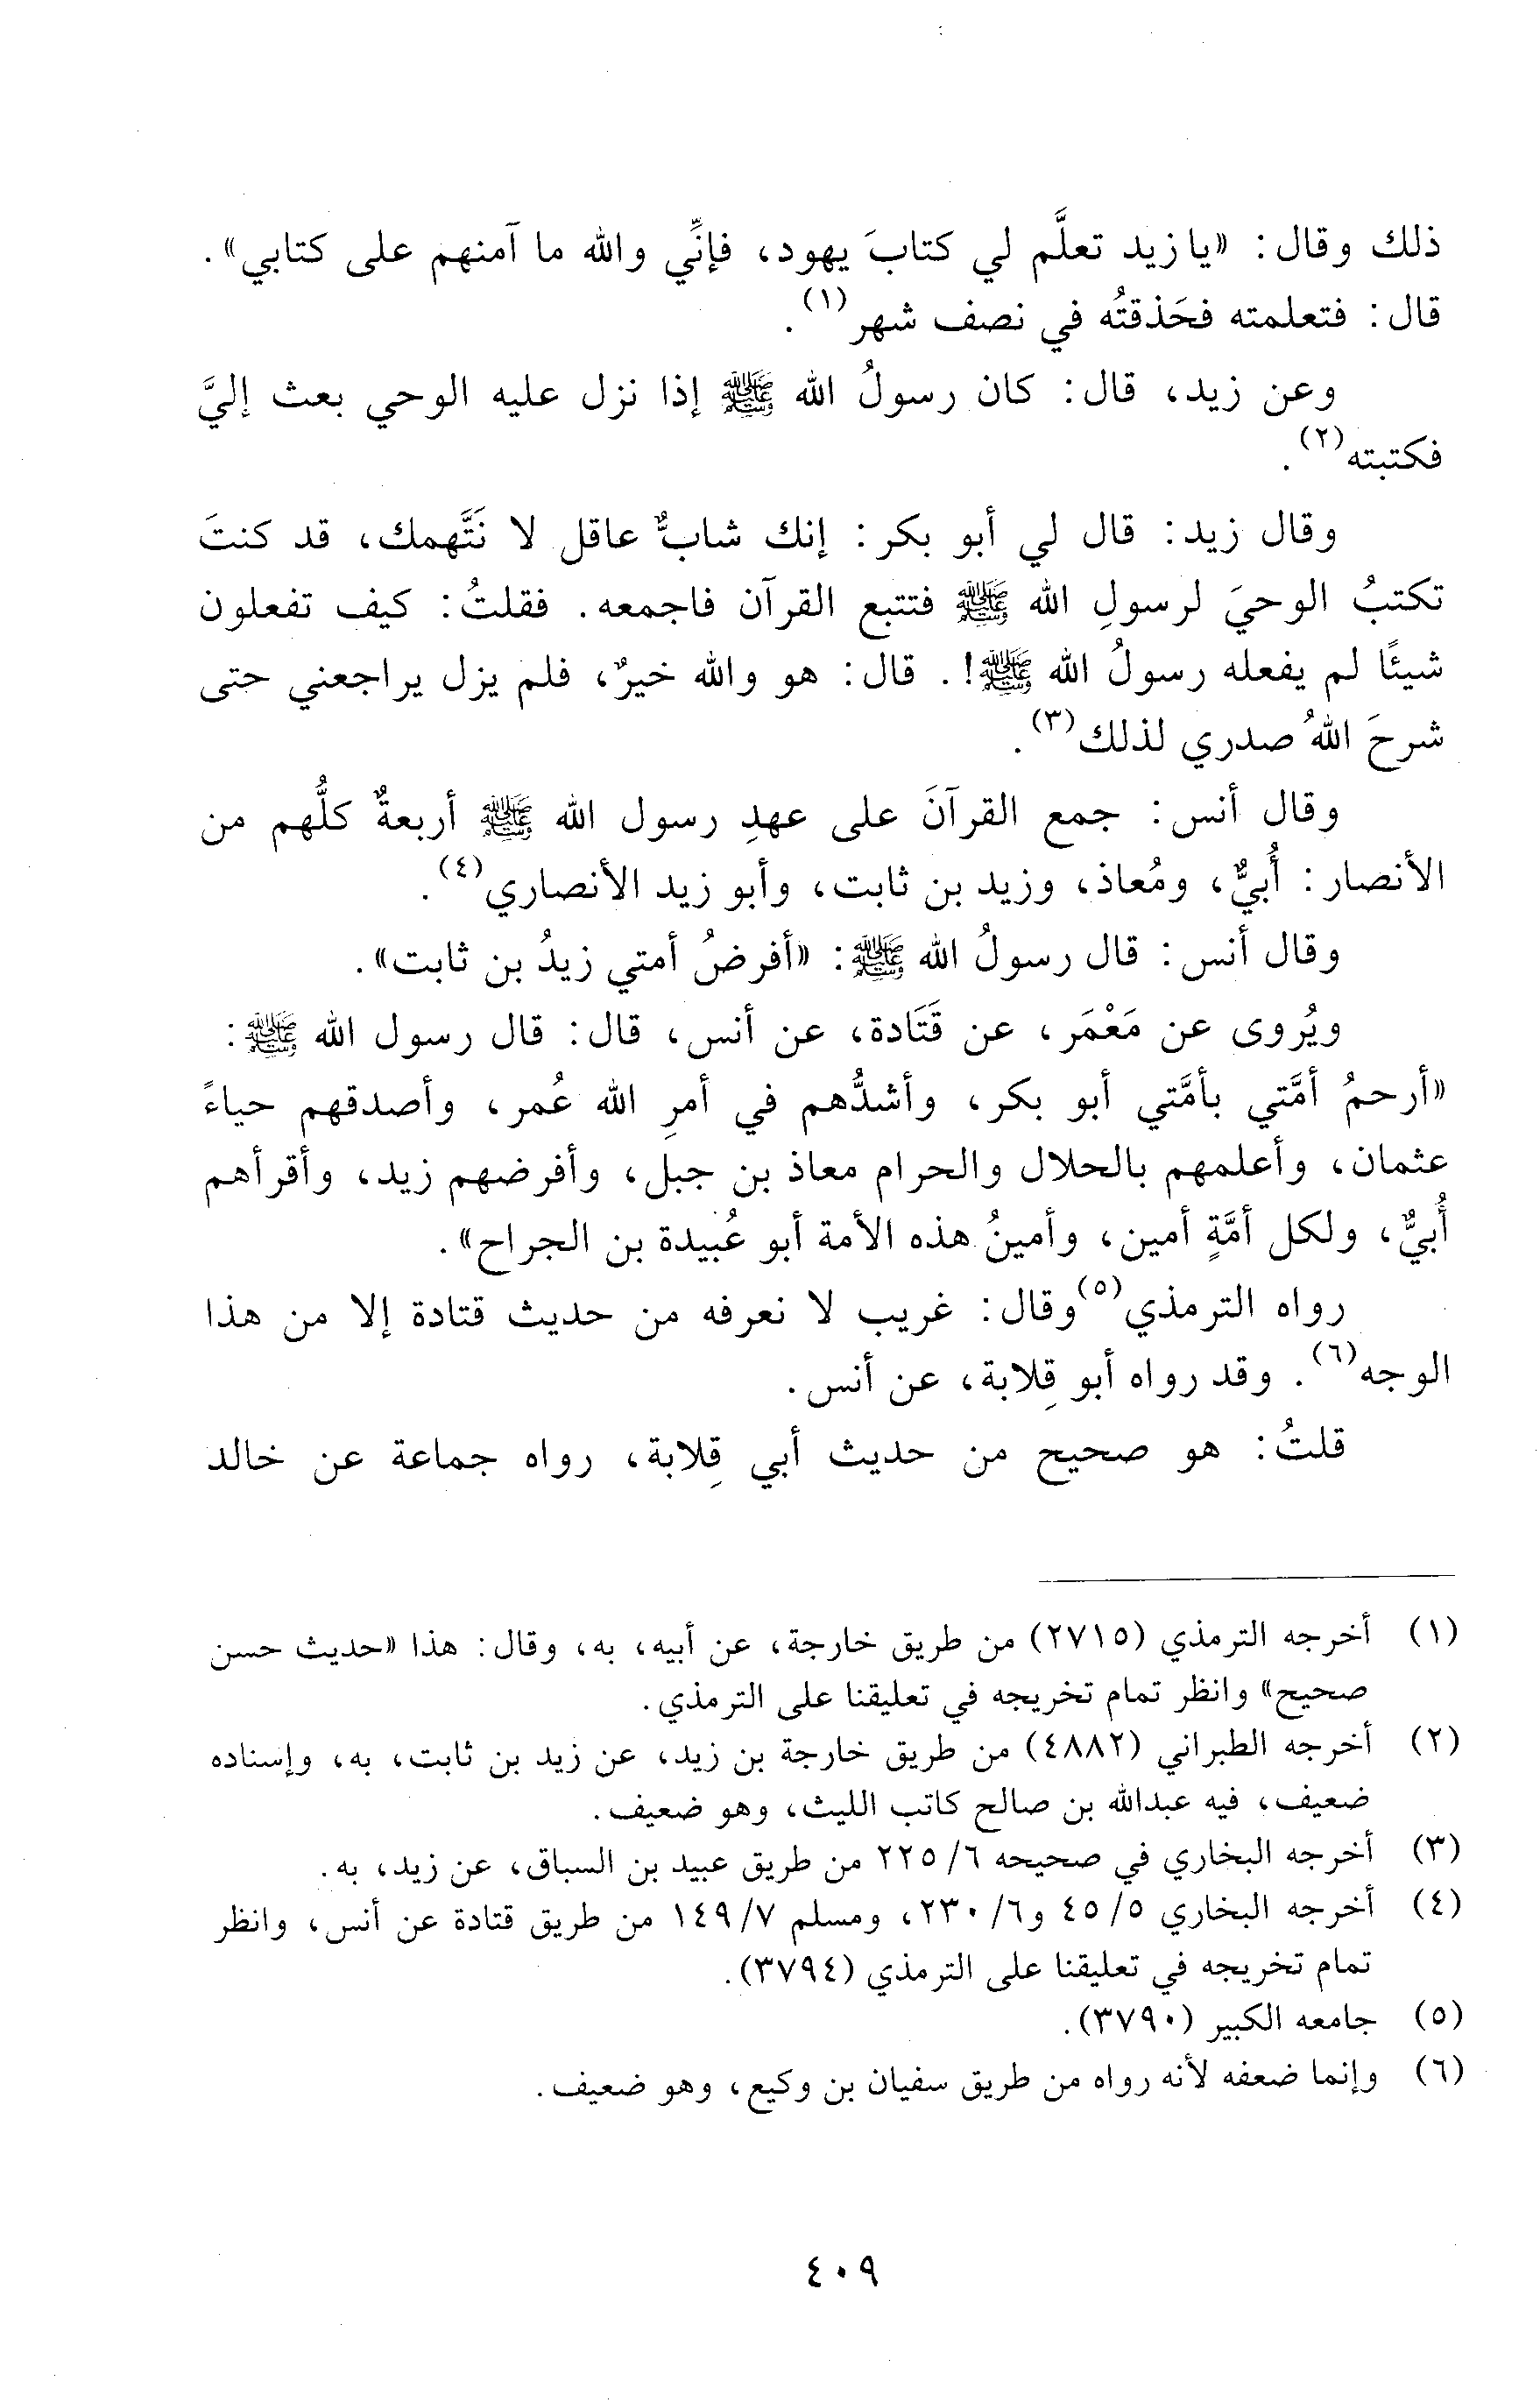 ذلك وقال: «يا زيد تعلَّم لي كتابَ يهود، فإنِّي والله ما آمنهم على كتابي».
قال: فتعلمته فحَذقتُه في نصف شهر(١).
وعن زيد، قال: كان رسولُ الله ﷺ إذا نزل عليه الوحي بعث إليَّ
فكتبته(٢).
وقال زيد: قال لي أبو بكر: إنك شابٌّ عاقل لا نَتَّهمك، قد كنتَ
تكتبُ الوحيَ لرسولِ الله ﷺ فتتبع القرآن فاجمعه. فقلتُ: كيف تفعلون
شيئًا لم يفعله رسولُ الله ﷺ!. قال: هو والله خيرٌ، فلم يزل يراجعني حتى
شرحَ اللهُ صدري لذلك(٣).
وقال أنس: جمع القرآنَ على عهدِ رسول الله ﷺ أربعةٌ كلُّهم من
الأنصار: أُبيٌّ، ومُعاذ، وزيد بن ثابت، وأبو زيد الأنصاري(٤).
وقال أنس: قال رسولُ الله ﷺ: «أفرضُ أمتي زيدُ بن ثابت».
ويُروى عن مَعْمَر، عن قَتَادة، عن أنس، قال: قال رسول الله ﷺ:
«أرحمُ أمَّتي بأمَّتي أبو بكر، وأشدُّهم في أمرِ الله عُمر، وأصدقهم حياءً
عثمان، وأعلمهم بالحلال والحرام معاذ بن جبل، وأفرضهم زيد، وأقرأهم
أُبيٌّ، ولكل أمَّةٍ أمين، وأمينُ هذه الأمة أبو عُبيدة بن الجراح».
رواه الترمذي(٥) وقال: غريب لا نعرفه من حديث قتادة إلا من هذا
الوجه(٦). وقد رواه أبو قِلابة، عن أنس.
قلتُ: هو صحيح من حديث أبي قِلابة، رواه جماعة عن خالد
(١) أخرجه الترمذي (٢٧١٥) من طريق خارجة، عن أبيه، به، وقال: هذا «حديث حسن
صحيح» وانظر تمام تخريجه في تعليقنا على الترمذي.
(٢) أخرجه الطبراني (٤٨٨٢) من طريق خارجة بن زيد، عن زيد بن ثابت، به، وإسناده
ضعيف، فيه عبدالله بن صالح كاتب الليث، وهو ضعيف.
(٣) أخرجه البخاري في صحيحه ٦/ ٢٢٥ من طريق عبيد بن السباق، عن زيد، به.
(٤) أخرجه البخاري ٥/ ٤٥ و٦/ ٢٣٠، ومسلم ٧/ ١٤٩ من طريق قتادة عن أنس، وانظر
تمام تخريجه في تعليقنا على الترمذي (٣٧٩٤).
(٥) جامعه الكبير (٣٧٩٠).
(٦) وإنما ضعفه لأنه رواه من طريق سفيان بن وكيع، وهو ضعيف.
٤٠٩